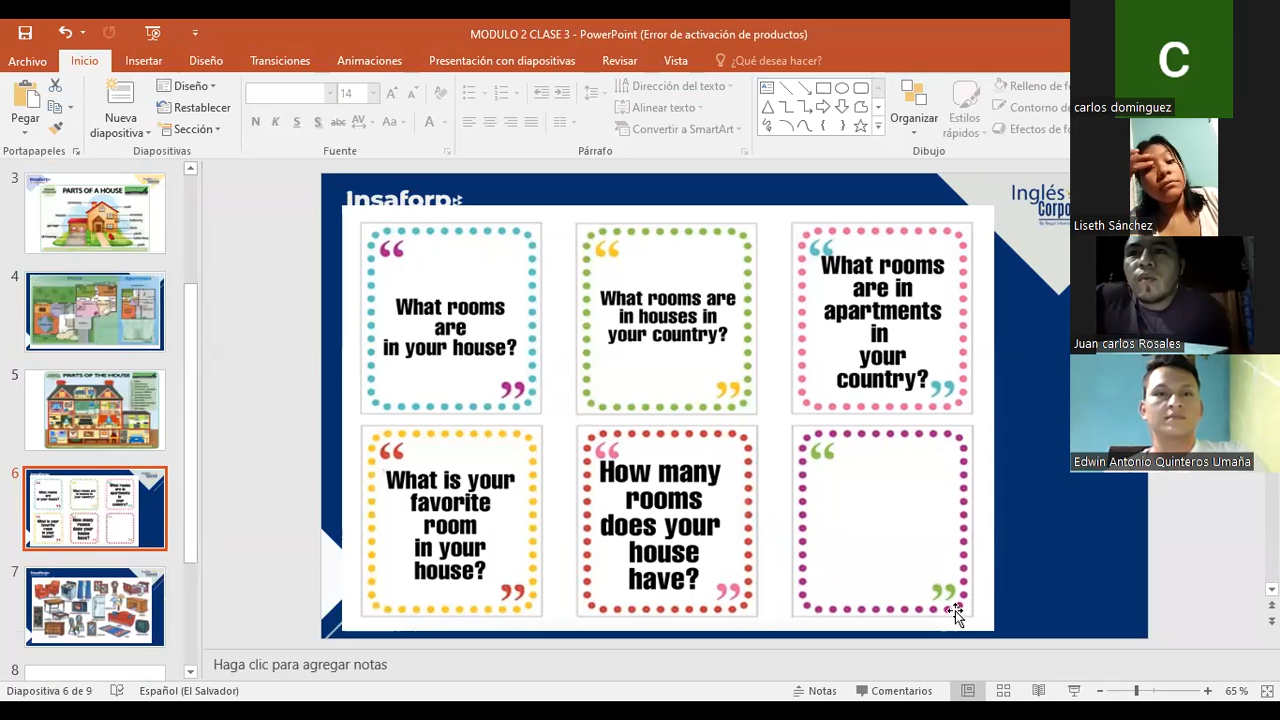 MODULO 2 CLASE 3 - PowerPoint (Error de activación de productos)
Archivo Inicio Insertar Diseño Transiciones Animaciones Presentación con diapositivas Revisar Vista ¿Qué desea hacer?
Pegar
Nueva
diapositiva
Diseño
Restablecer
Sección
14
N K S S abc AV Aa A
Dirección del texto
Alinear texto
Convertir a SmartArt
Organizar
Estilos
rápidos
Relleno de f
Contorno de
Efectos de fo
Portapapeles Diapositivas Fuente Párrafo Dibujo
3
PARTS OF A HOUSE
4
5
PARTS OF THE HOUSE
6
7
8
Insaforp
Inglés
Corpo
“
What rooms
are
in your house?
”
“
What rooms are
in houses in
your country?
”
“
What rooms
are in
apartments
in
your
country?
”
“
What is your
favorite
room
in your
house?
”
“
How many
rooms
does your
house
have?
”
“
”
C
carlos dominguez
Liseth Sánchez
Juan carlos Rosales
Edwin Antonio Quinteros Umaña
Haga clic para agregar notas
Diapositiva 6 de 9 Español (El Salvador) Notas Comentarios 65 %